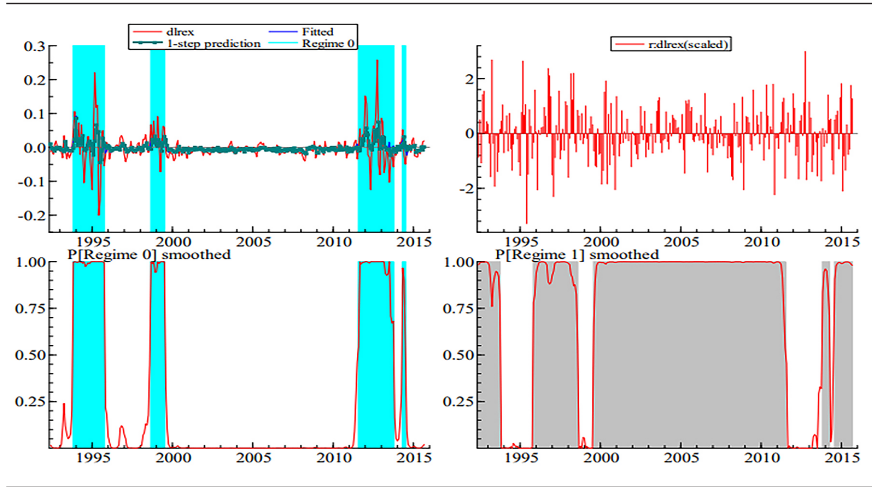 dlrex Fitted
1-step prediction Regime 0
0.3
0.2
0.1
0.0
-0.1
-0.2
1995 2000 2005 2010 2015
r:dlrex(scaled)
2
0
-2
1995 2000 2005 2010 2015
P[Regime 0] smoothed
1.00
0.75
0.50
0.25
1995 2000 2005 2010 2015
P[Regime 1] smoothed
1.00
0.75
0.50
0.25
1995 2000 2005 2010 2015